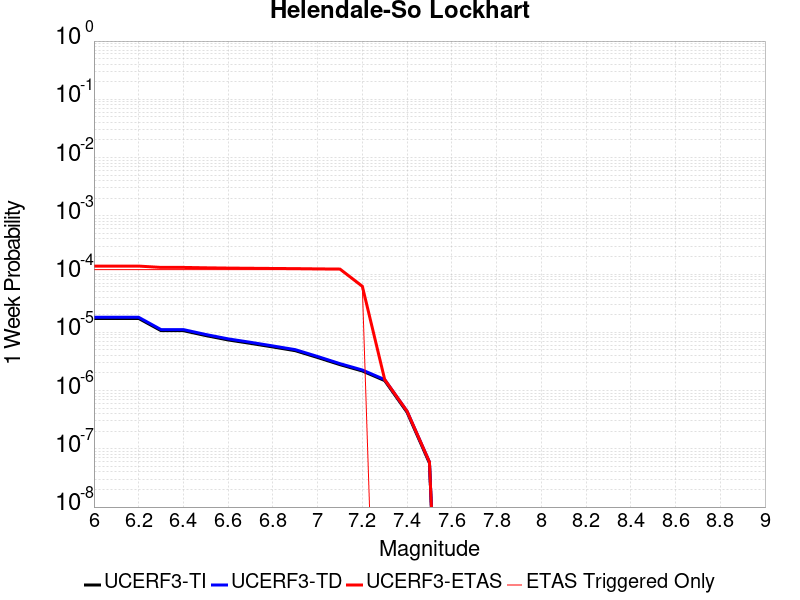 Helendale-So Lockhart
10^0
10^-1
10^-2
10^-3
10^-4
10^-5
10^-6
10^-7
10^-8
1 Week Probability
6 6.2 6.4 6.6 6.8 7 7.2 7.4 7.6 7.8 8 8.2 8.4 8.6 8.8 9
Magnitude
UCERF3-TI UCERF3-TD UCERF3-ETAS ETAS Triggered Only